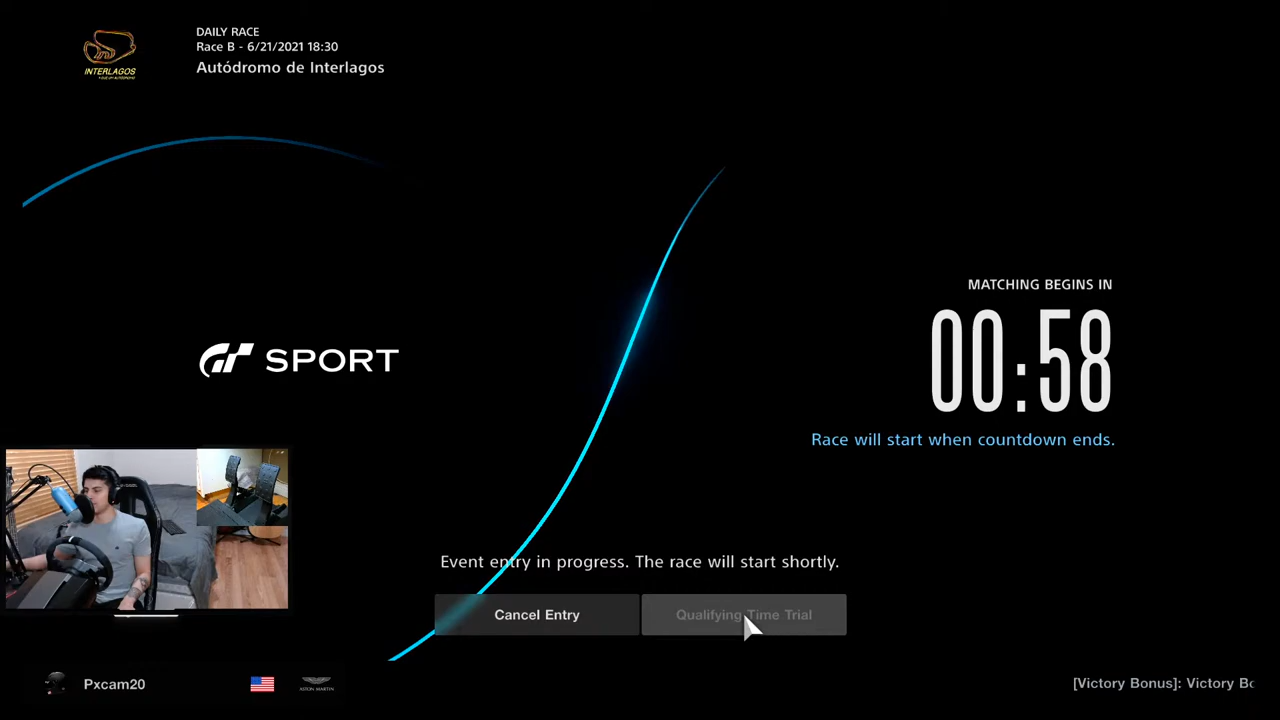 DAILY RACE
Race B - 6/21/2021 18:30
Autódromo de Interlagos
INTERLAGOS
MATCHING BEGINS IN
00:58
Race will start when countdown ends.
SPORT
Event entry in progress. The race will start shortly.
Cancel Entry
Qualifying Time Trial
Pxcam20
ASTON MARTIN
[Victory Bonus]: Victory Bo